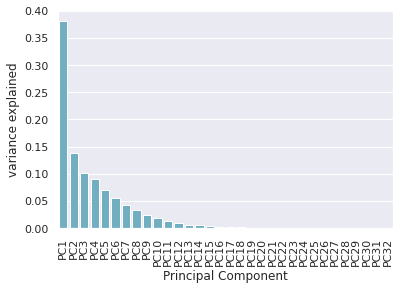 0.40
0.35
0.30
0.25
0.20
0.15
0.10
0.05
0.00
variance explained
PC1
PC2
PC3
PC4
PC5
PC6
PC7
PC8
PC9
PC10
PC11
PC12
PC13
PC14
PC15
PC16
PC17
PC18
PC19
PC20
PC21
PC22
PC23
PC24
PC25
PC26
PC27
PC28
PC29
PC30
PC31
PC32
Principal Component